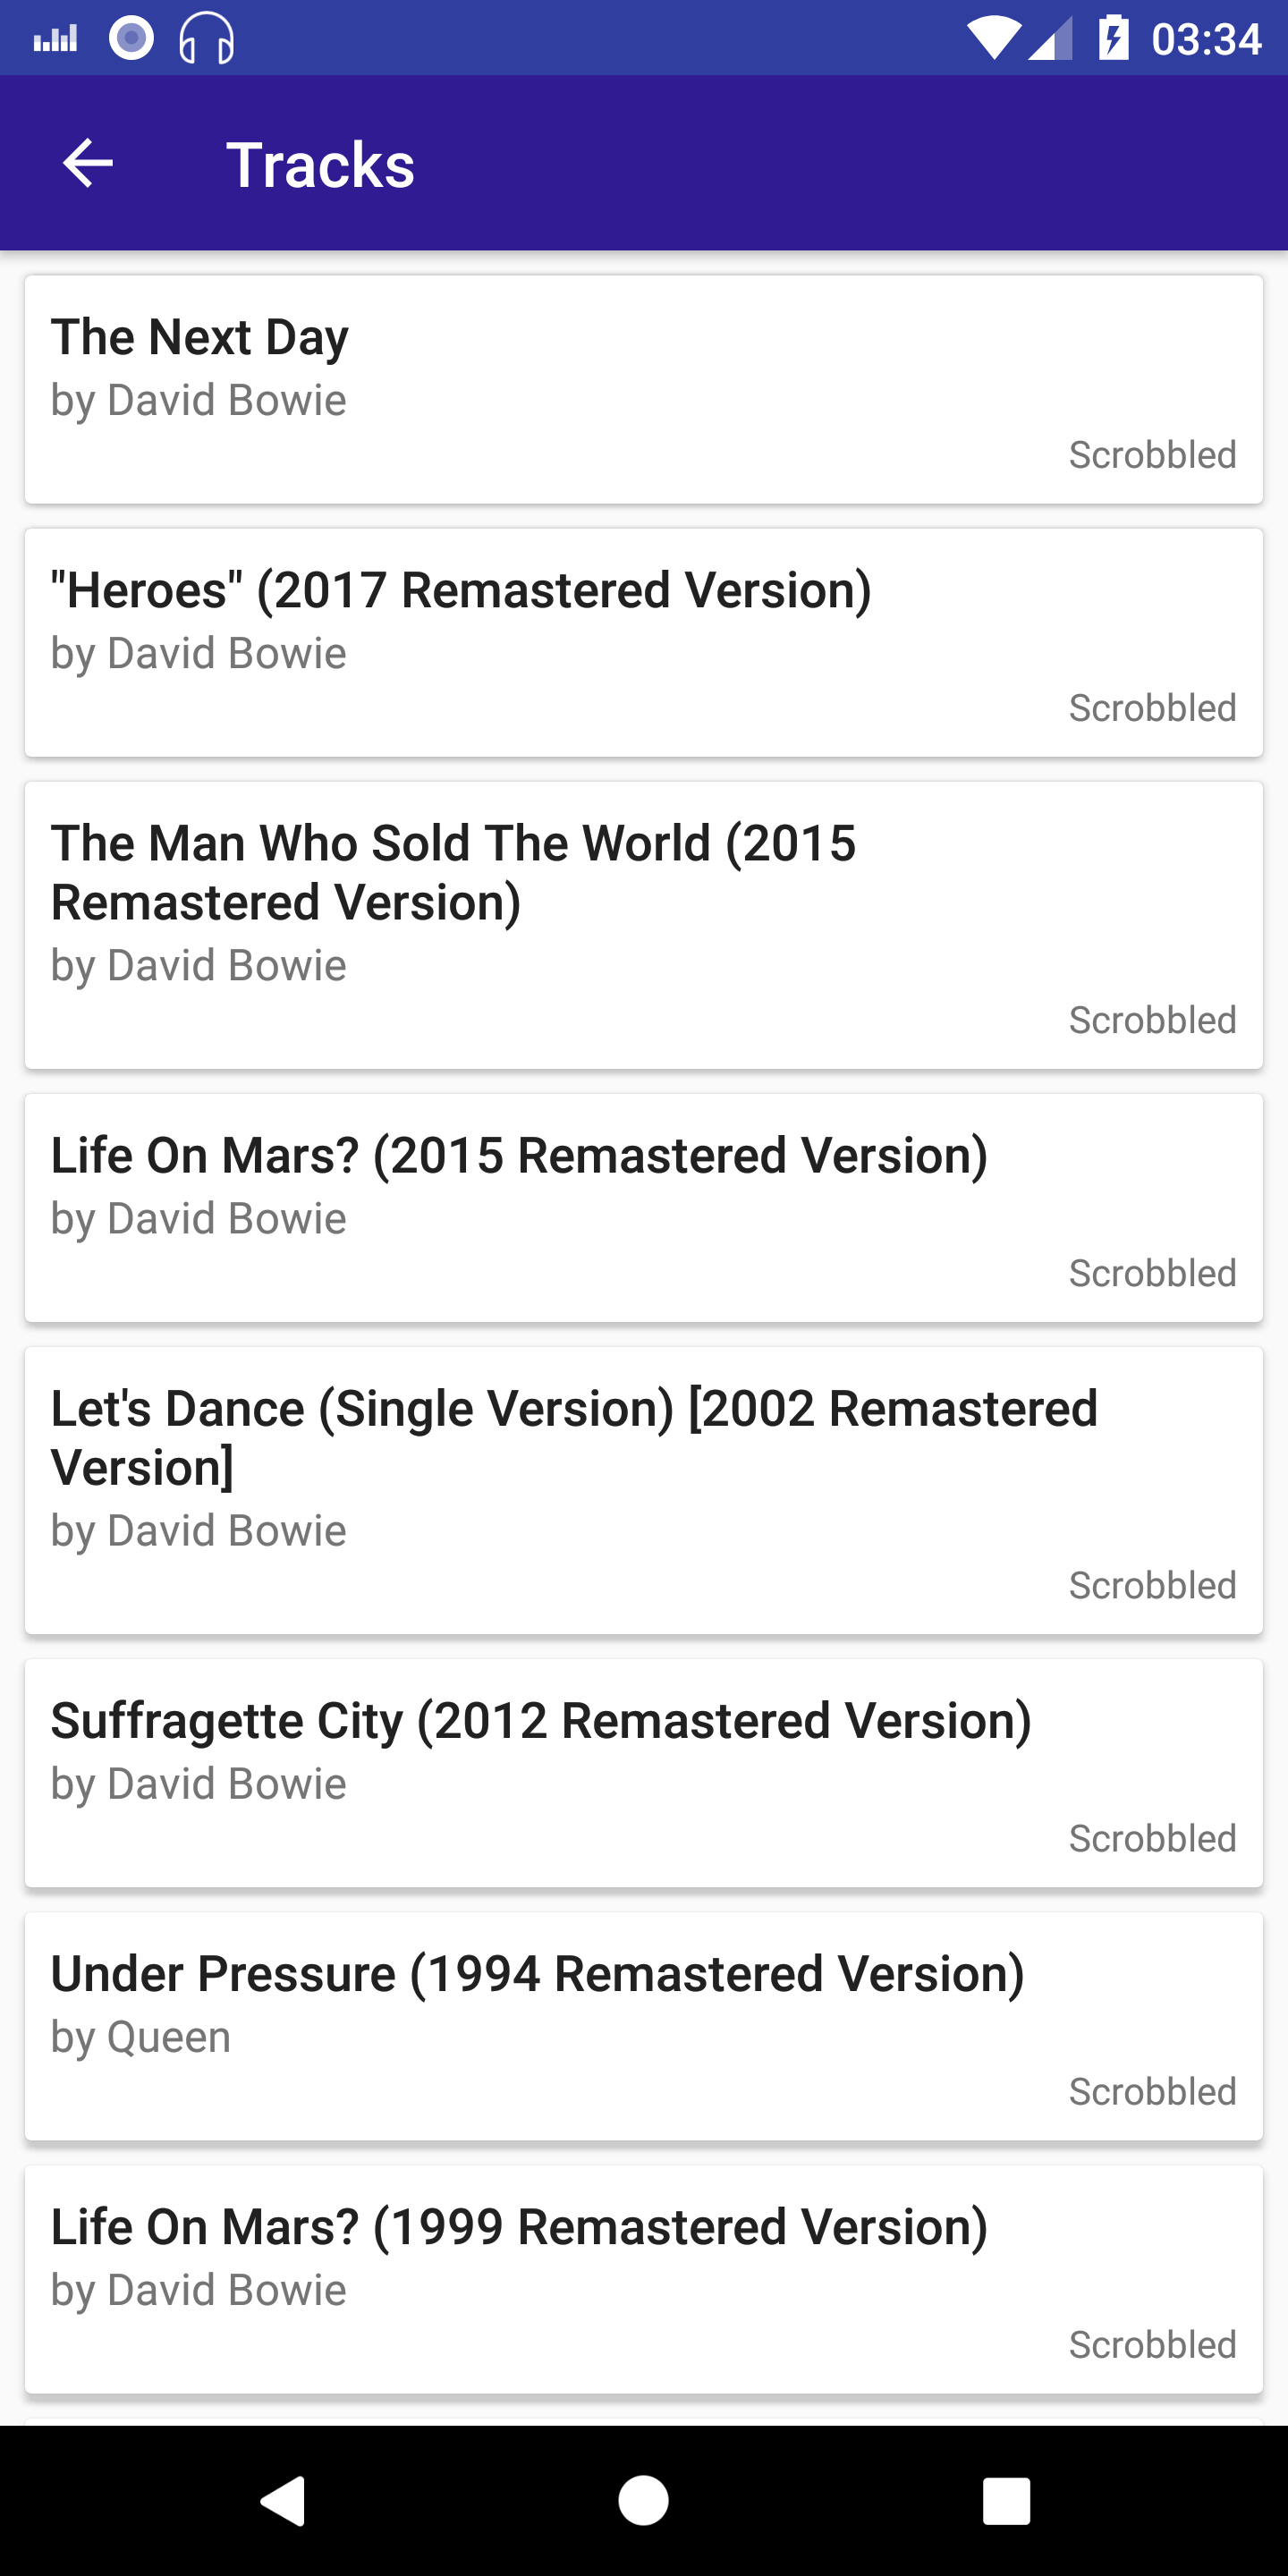 03:34
Tracks
The Next Day
by David Bowie
Scrobbled
"Heroes" (2017 Remastered Version)
by David Bowie
Scrobbled
The Man Who Sold The World (2015
Remastered Version)
by David Bowie
Scrobbled
Life On Mars? (2015 Remastered Version)
by David Bowie
Scrobbled
Let's Dance (Single Version) [2002 Remastered
Version]
by David Bowie
Scrobbled
Suffragette City (2012 Remastered Version)
by David Bowie
Scrobbled
Under Pressure (1994 Remastered Version)
by Queen
Scrobbled
Life On Mars? (1999 Remastered Version)
by David Bowie
Scrobbled